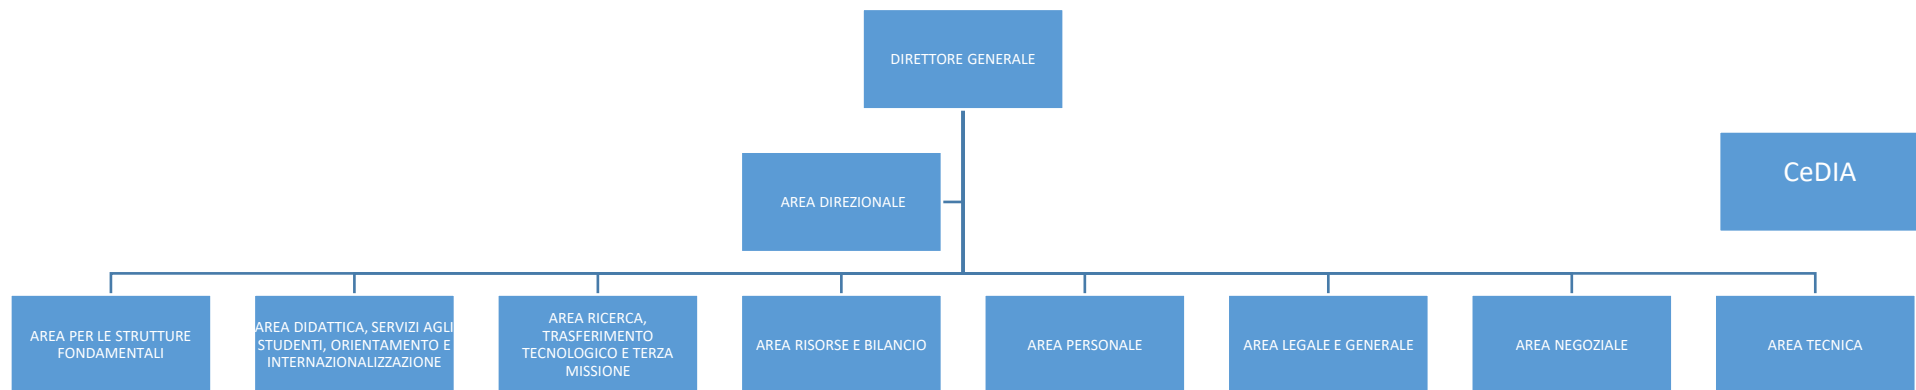 DIRETTORE GENERALE
AREA DIREZIONALE
CeDIA
AREA PER LE STRUTTURE
FONDAMENTALI
AREA DIDATTICA, SERVIZI AGLI
STUDENTI, ORIENTAMENTO E
INTERNAZIONALIZZAZIONE
AREA RICERCA,
TRASFERIMENTO
TECNOLOGICO E TERZA
MISSIONE
AREA RISORSE E BILANCIO
AREA PERSONALE
AREA LEGALE E GENERALE
AREA NEGOZIALE
AREA TECNICA